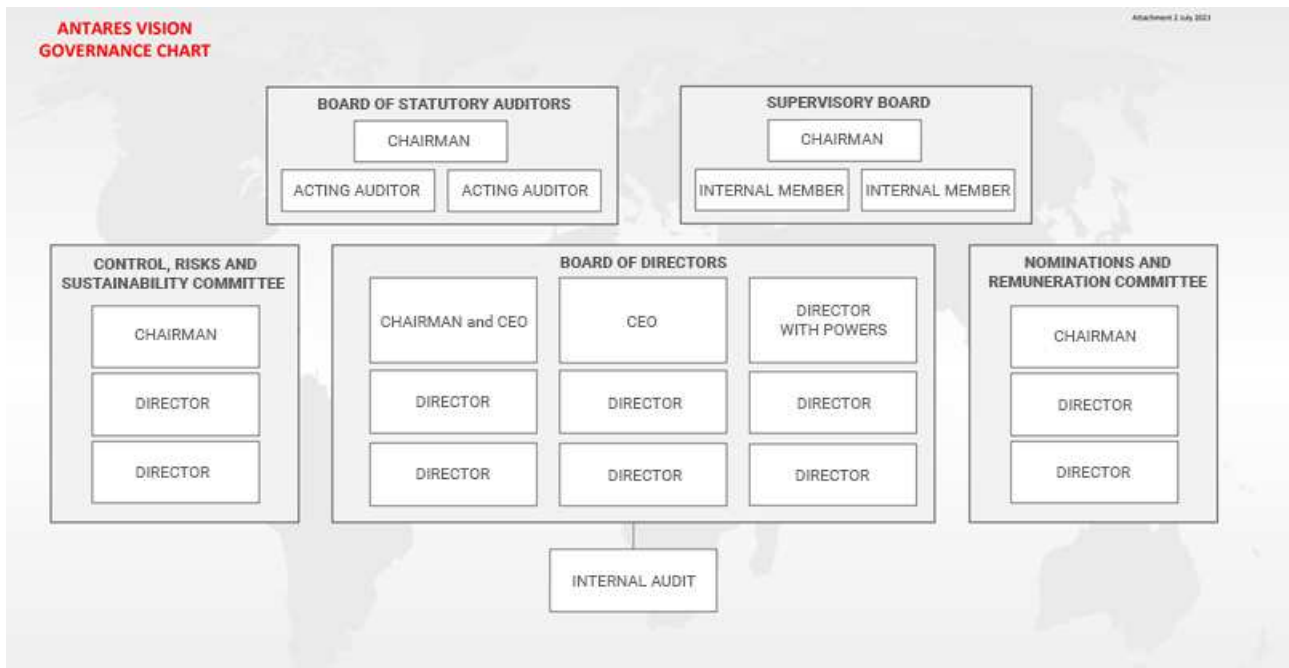 ANTARES VISION
GOVERNANCE CHART
Attachment 2 July 2023
BOARD OF STATUTORY AUDITORS
CHAIRMAN
ACTING AUDITOR
ACTING AUDITOR
SUPERVISORY BOARD
CHAIRMAN
INTERNAL MEMBER
INTERNAL MEMBER
CONTROL, RISKS AND
SUSTAINABILITY COMMITTEE
CHAIRMAN
DIRECTOR
DIRECTOR
BOARD OF DIRECTORS
CHAIRMAN and CEO
CEO
DIRECTOR
WITH POWERS
DIRECTOR
DIRECTOR
DIRECTOR
DIRECTOR
DIRECTOR
DIRECTOR
NOMINATIONS AND
REMUNERATION COMMITTEE
CHAIRMAN
DIRECTOR
DIRECTOR
INTERNAL AUDIT